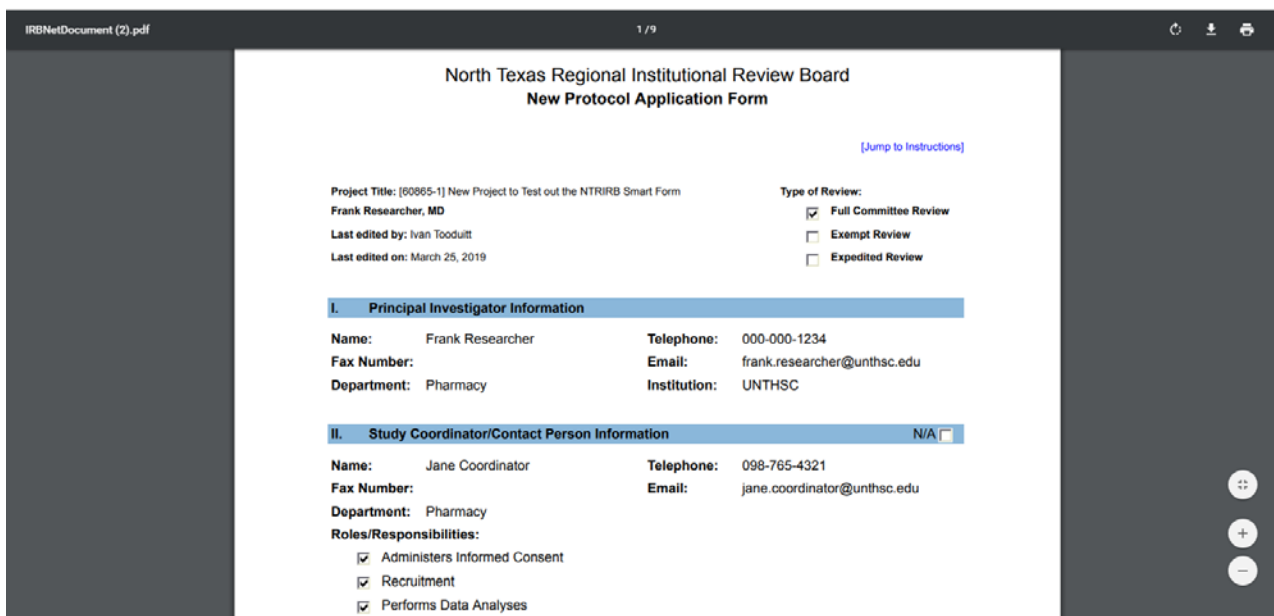 IRBNetDocument (2).pdf 1 / 9
North Texas Regional Institutional Review Board
New Protocol Application Form
[Jump to Instructions]
Project Title: [60865-1] New Project to Test out the NTRIRB Smart Form Type of Review:
Frank Researcher, MD Full Committee Review
Last edited by: Ivan Tooduitt Exempt Review
Last edited on: March 25, 2019 Expedited Review
I. Principal Investigator Information
Name: Frank Researcher Telephone: 000-000-1234
Fax Number: Email: frank.researcher@unthsc.edu
Department: Pharmacy Institution: UNTHSC
II. Study Coordinator/Contact Person Information N/A
Name: Jane Coordinator Telephone: 098-765-4321
Fax Number: Email: jane.coordinator@unthsc.edu
Department: Pharmacy
Roles/Responsibilities:
Administers Informed Consent
Recruitment
Performs Data Analyses